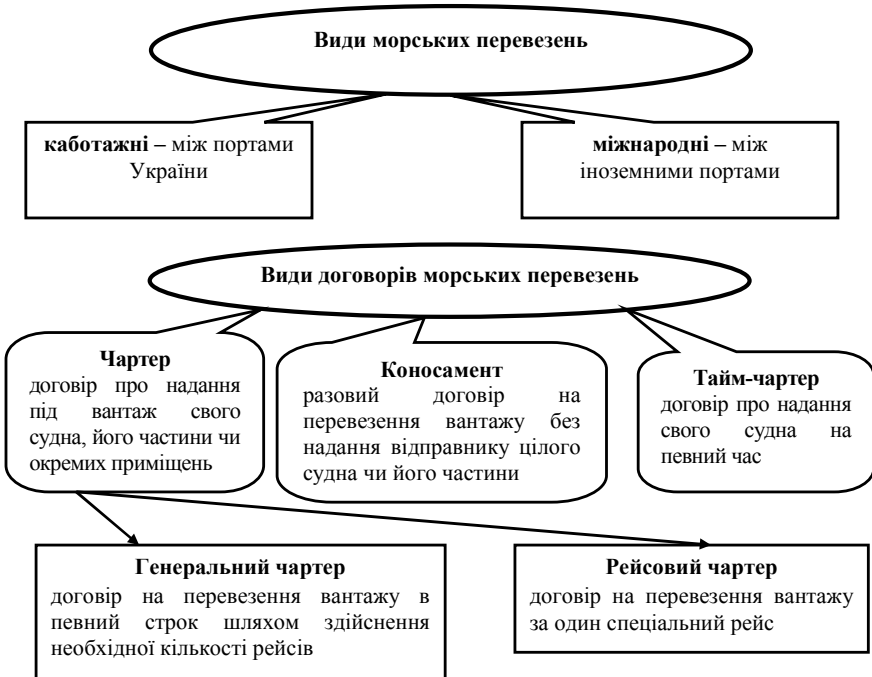 Види морських перевезень
каботажні – між портами
України
міжнародні – між
іноземними портами
Види договорів морських перевезень
Чартер
договір про надання
під вантаж свого
судна, його частини чи
окремих приміщень
Коносамент
разовий договір на
перевезення вантажу без
надання відправнику цілого
судна чи його частини
Тайм-чартер
договір про надання
свого судна на
певний час
Генеральний чартер
договір на перевезення вантажу в
певний строк шляхом здійснення
необхідної кількості рейсів
Рейсовий чартер
договір на перевезення вантажу
за один спеціальний рейс